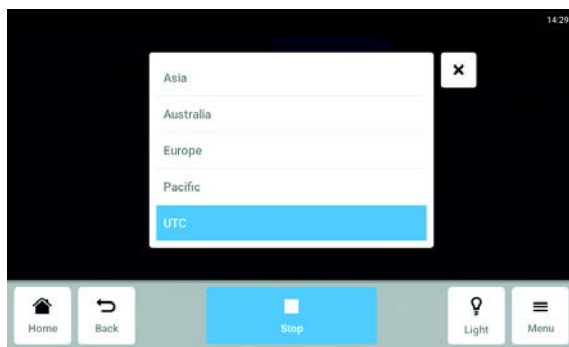 14:29
Asia
Australia
Europe
Pacific
UTC
Home
Back
Stop
Light
Menu